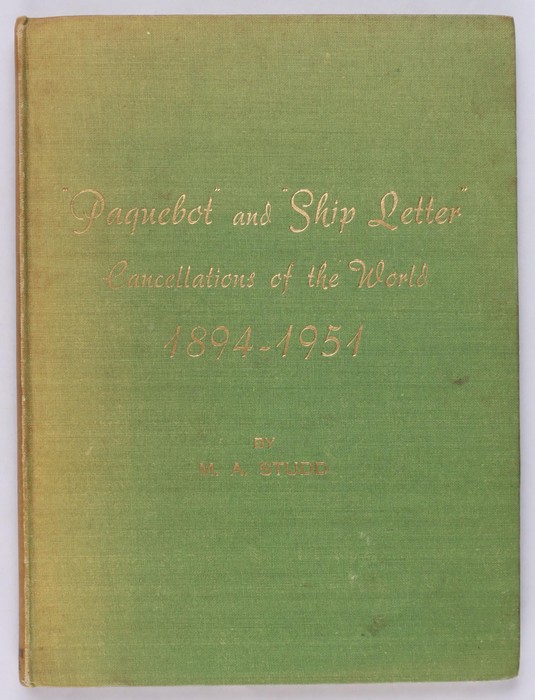 "Paquebot" and "Ship Letter"
Cancellations of the World
1894-1951
BY
M. A. STUDD